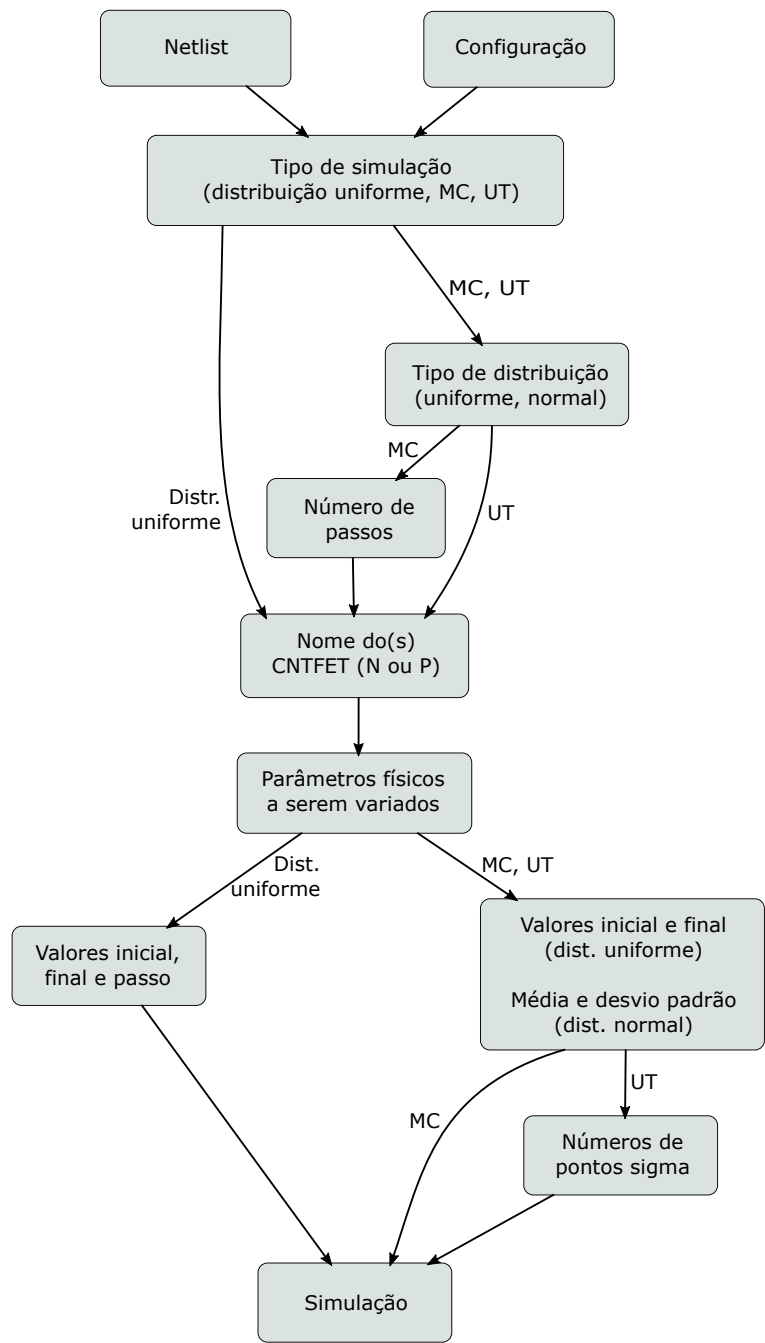 Netlist
Configuração
Tipo de simulação
(distribuição uniforme, MC, UT)
MC, UT
Tipo de distribuição
(uniforme, normal)
MC
Distr.
uniforme
Número de
passos
UT
Nome do(s)
CNTFET (N ou P)
Parâmetros físicos
a serem variados
Dist.
uniforme
MC, UT
Valores inicial,
final e passo
Valores inicial e final
(dist. uniforme)
Média e desvio padrão
(dist. normal)
UT
MC
Números de
pontos sigma
Simulação